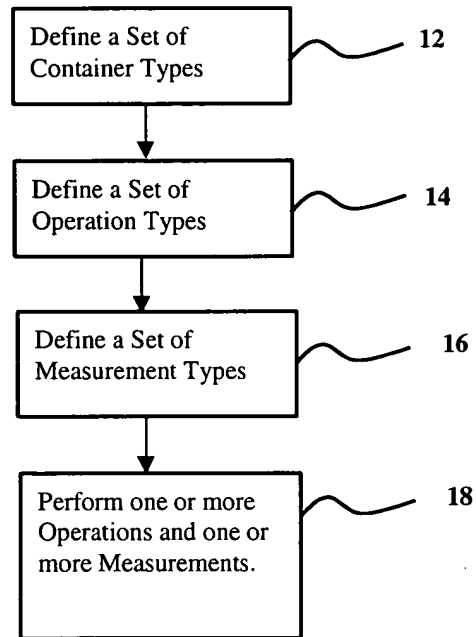 Define a Set of
Container Types
12
Define a Set of
Operation Types
14
Define a Set of
Measurement Types
16
Perform one or more
Operations and one or
more Measurements.
18